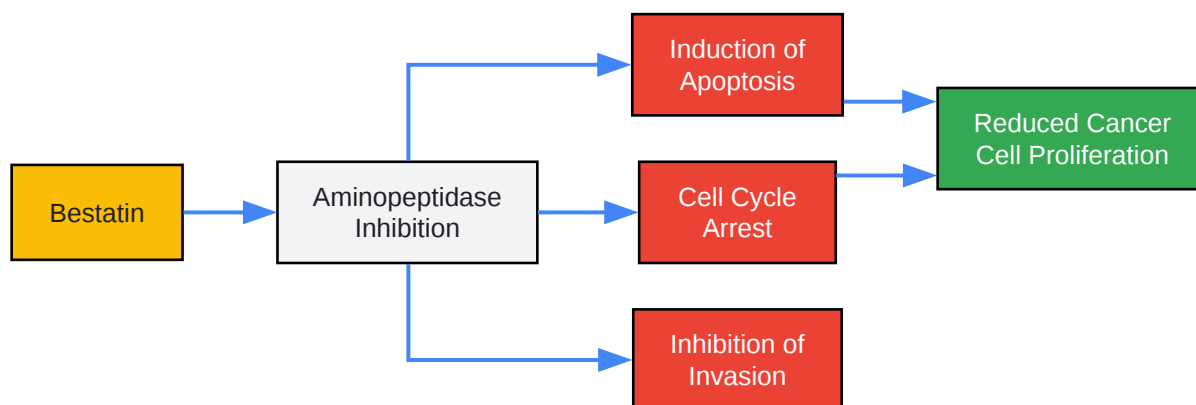 Bestatin
Aminopeptidase
Inhibition
Induction of
Apoptosis
Cell Cycle
Arrest
Inhibition of
Invasion
Reduced Cancer
Cell Proliferation